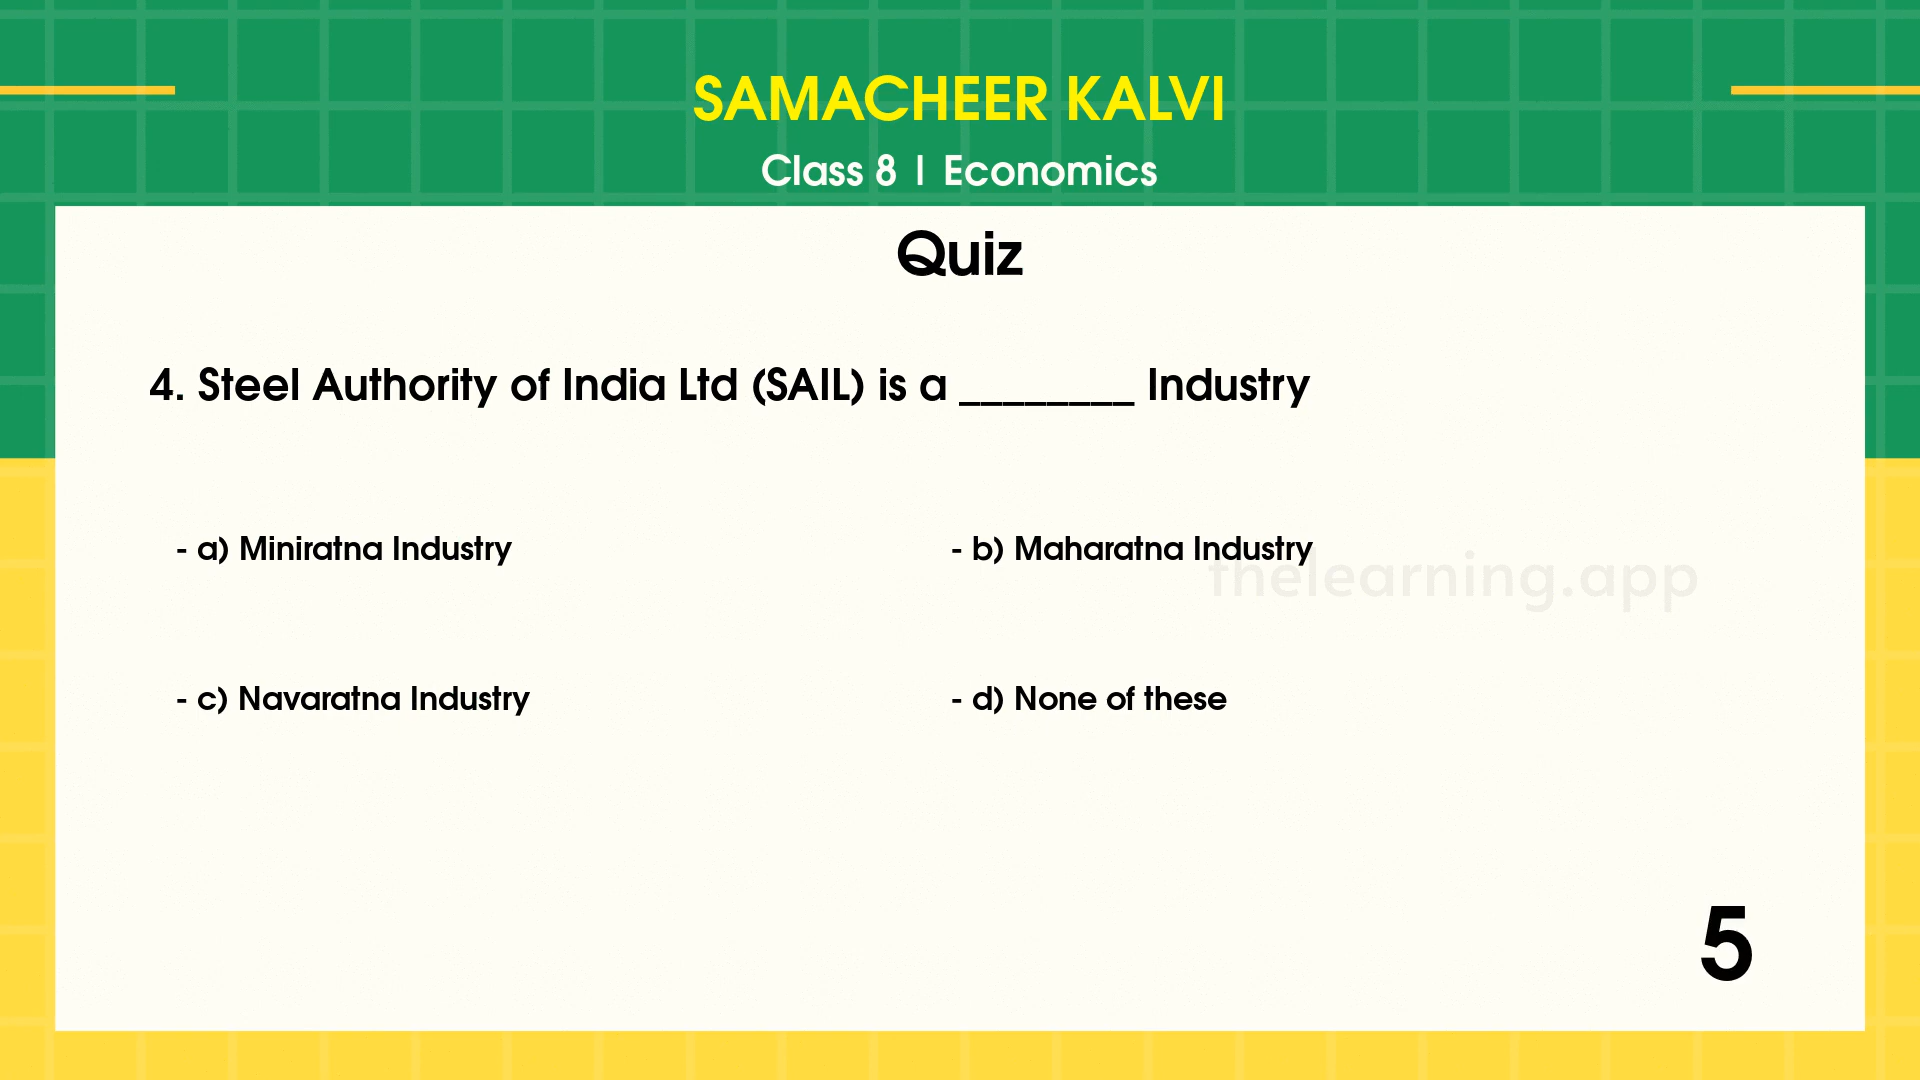 SAMACHEER KALVI
Class 8 | Economics
Quiz
4. Steel Authority of India Ltd (SAIL) is a ________ Industry
- a) Miniratna Industry
- b) Maharatna Industry
thelearning.app
- c) Navaratna Industry
- d) None of these
5